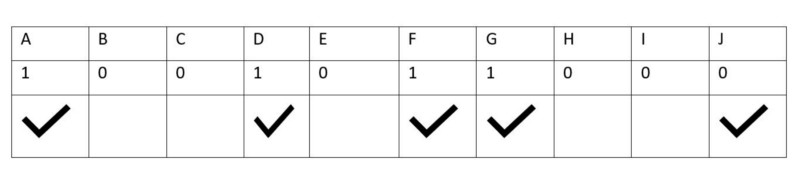 A B C D E F G H I J
1 0 0 1 0 1 1 0 0 0
✓ ✓ ✓ ✓ ✓